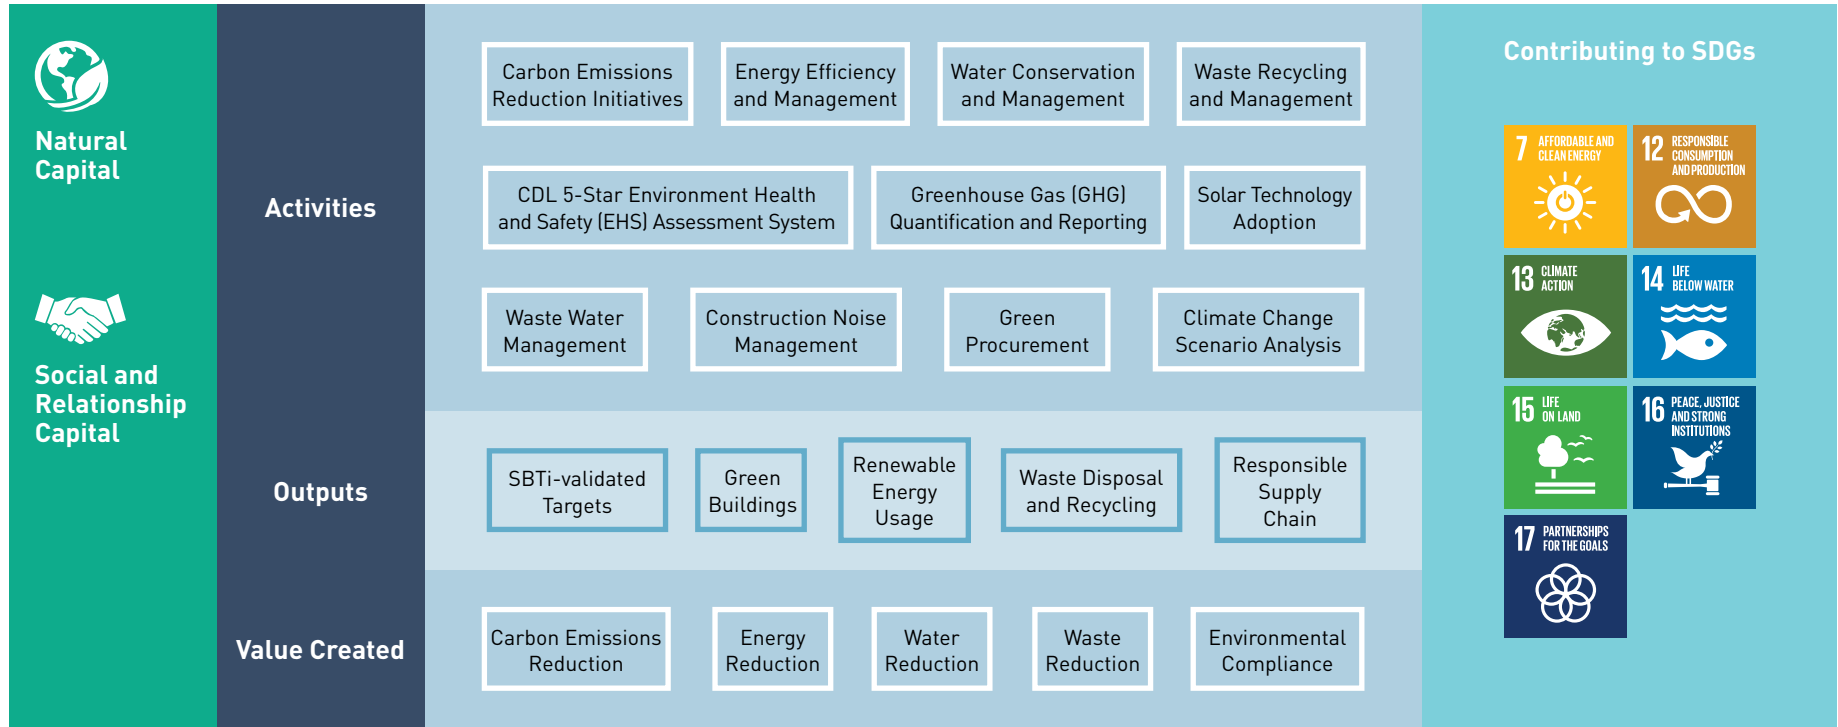 Natural
Capital
Social and
Relationship
Capital
Activities
Carbon Emissions
Reduction Initiatives
Energy Efficiency
and Management
Water Conservation
and Management
Waste Recycling
and Management
CDL 5-Star Environment Health
and Safety (EHS) Assessment System
Greenhouse Gas (GHG)
Quantification and Reporting
Solar Technology
Adoption
Waste Water
Management
Construction Noise
Management
Green
Procurement
Climate Change
Scenario Analysis
Outputs
SBTi-validated
Targets
Green
Buildings
Renewable
Energy
Usage
Waste Disposal
and Recycling
Responsible
Supply
Chain
Value Created
Carbon Emissions
Reduction
Energy
Reduction
Water
Reduction
Waste
Reduction
Environmental
Compliance
Contributing to SDGs
7 AFFORDABLE AND
CLEAN ENERGY
12 RESPONSIBLE
CONSUMPTION
AND PRODUCTION
13 CLIMATE
ACTION
14 LIFE
BELOW WATER
15 LIFE
ON LAND
16 PEACE, JUSTICE
AND STRONG
INSTITUTIONS
17 PARTNERSHIPS
FOR THE GOALS